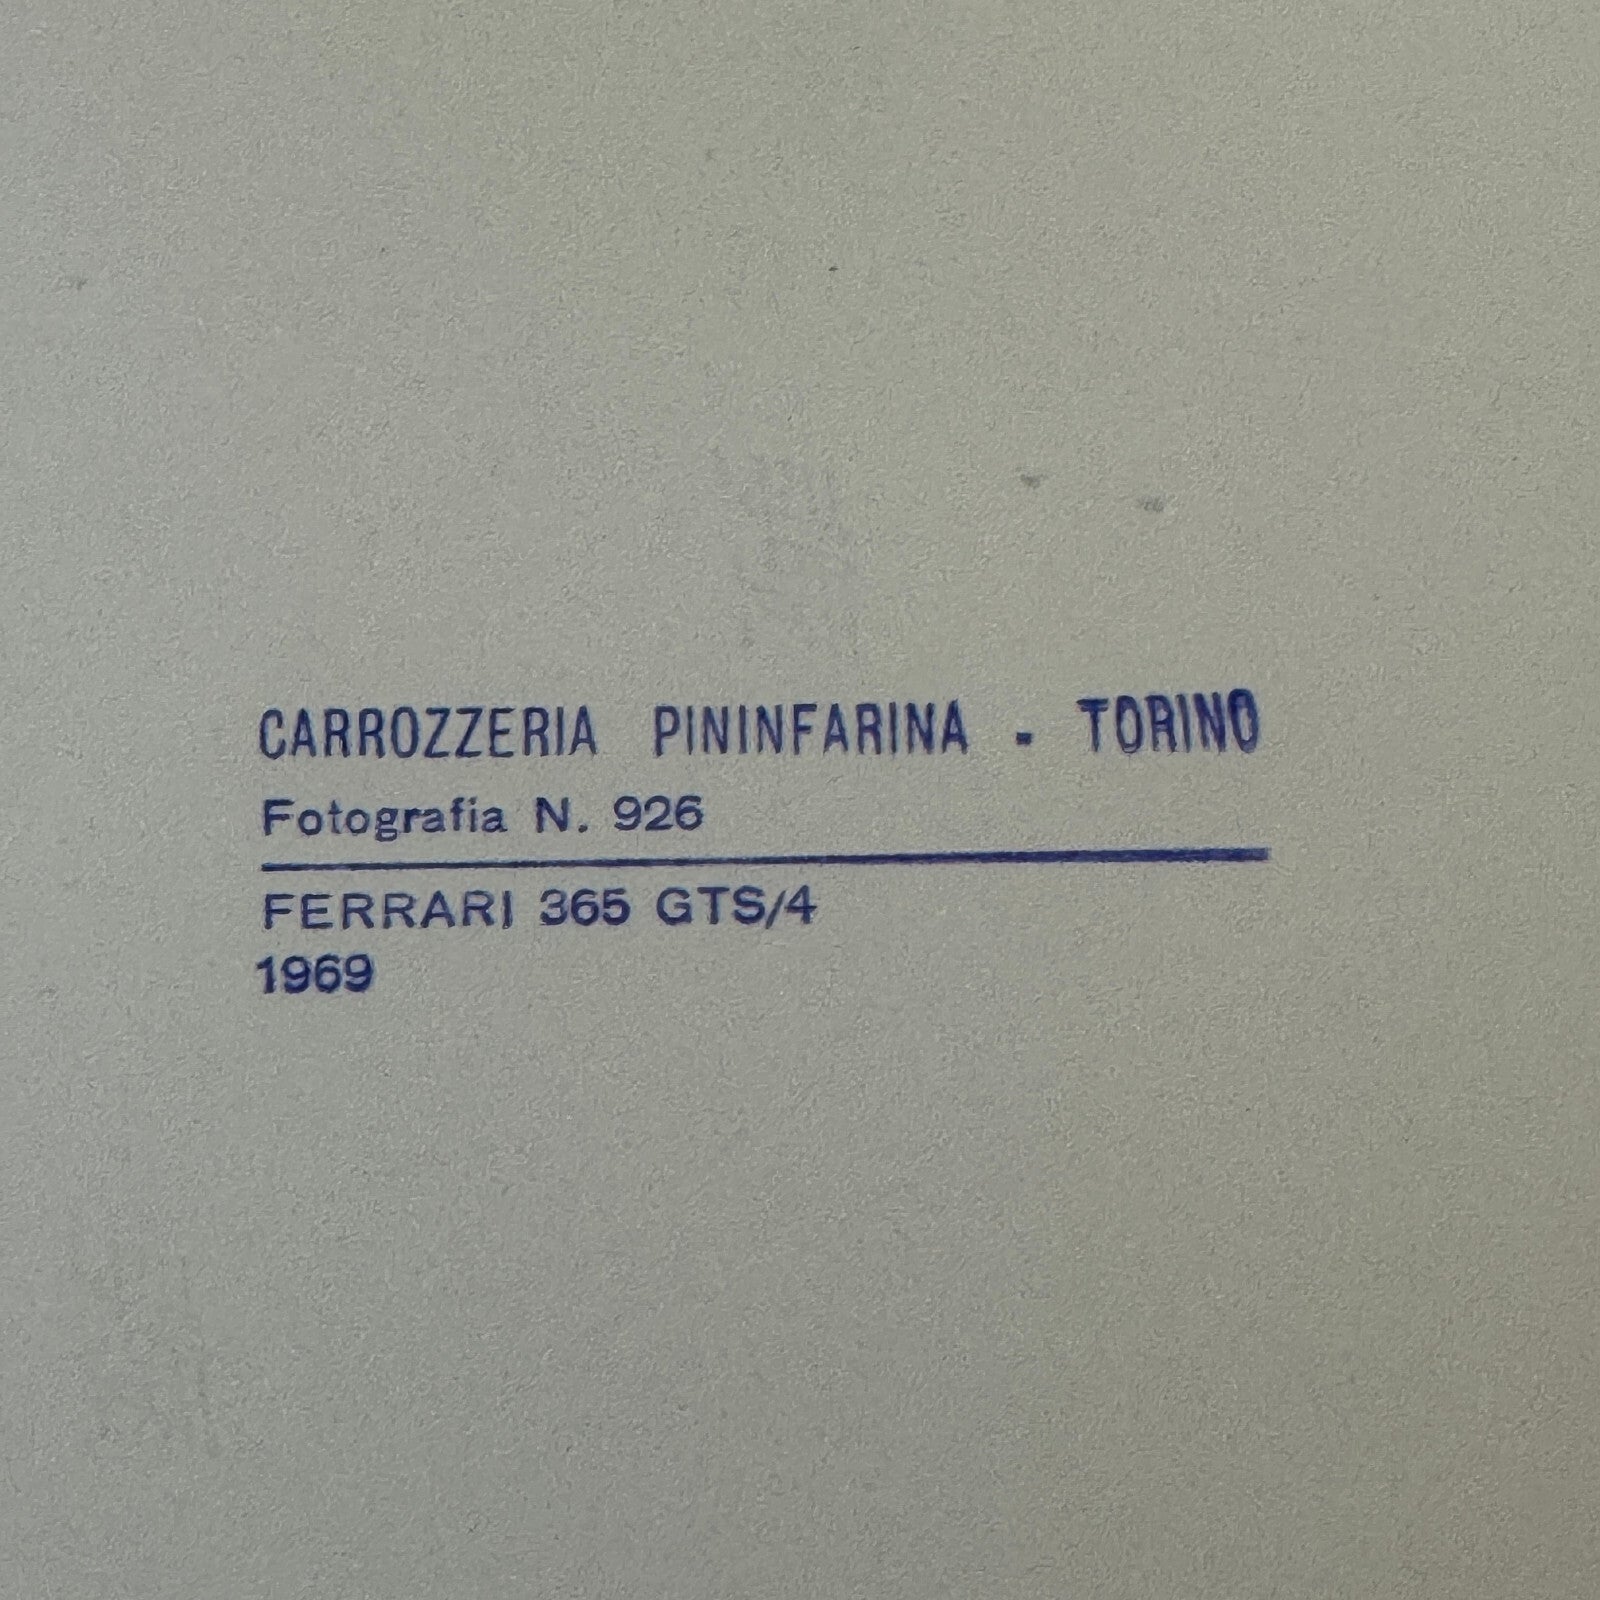 CARROZZERIA PININFARINA - TORINO
Fotografia N. 926
FERRARI 365 GTS/4
1969